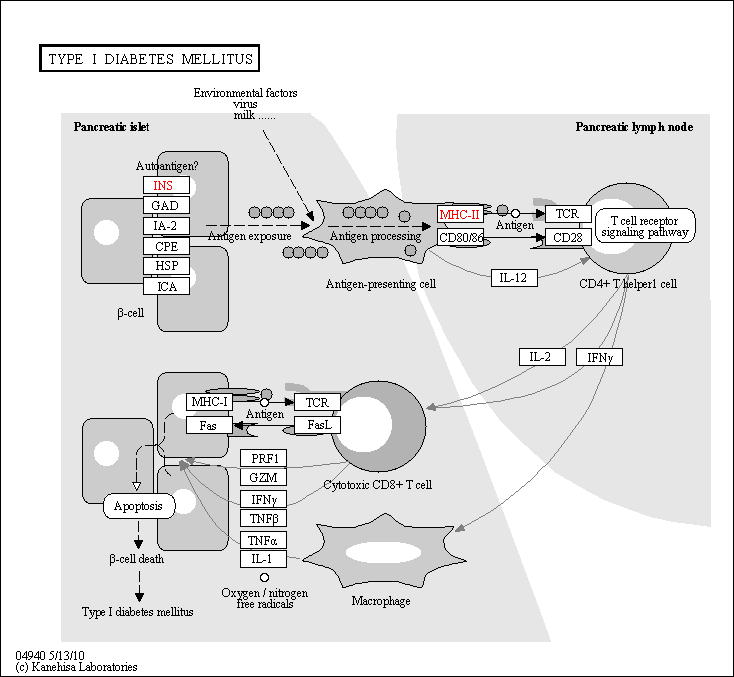 TYPE I DIABETES MELLITUS
Environmental factors
virus
milk ......
Pancreatic islet
Pancreatic lymph node
Autoantigen?
INS
GAD
IA-2
CPE
HSP
ICA
β-cell
Antigen exposure
Antigen processing
Antigen-presenting cell
MHC-II
CD80/86
Antigen
TCR
CD28
T cell receptor
signaling pathway
IL-12
CD4+ T helper1 cell
IL-2
IFNγ
MHC-I
Fas
Antigen
TCR
FasL
Cytotoxic CD8+ T cell
PRF1
GZM
IFNγ
TNFβ
TNFα
IL-1
Oxygen / nitrogen
free radicals
Macrophage
Apoptosis
β-cell death
Type I diabetes mellitus
04940 5/13/10
(c) Kanehisa Laboratories